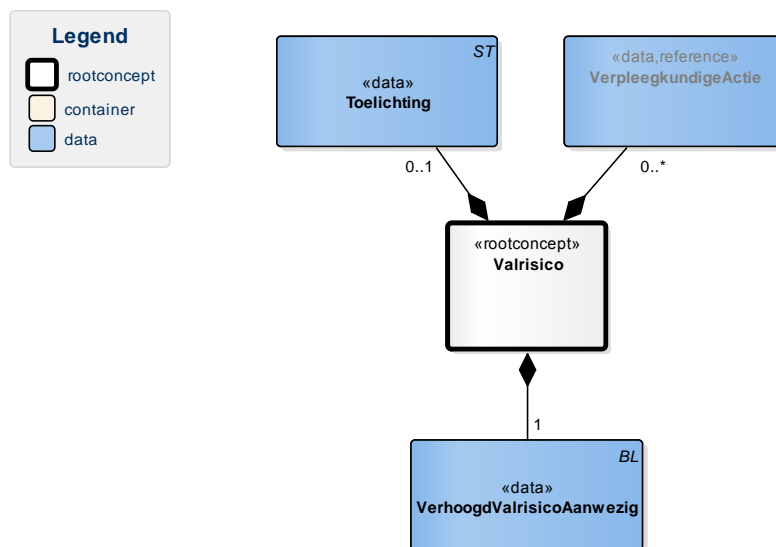 Legend
rootconcept
container
data
ST
«data»
Toelichting
«data,reference»
VerpleegkundigeActie
0..1
0..*
«rootconcept»
Valrisico
1
BL
«data»
VerhoogdValrisicoAanwezig